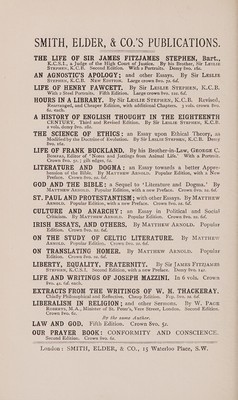 SMITH, ELDER, & CO.'S PUBLICATIONS.
THE LIFE OF SIR JAMES FITZJAMES STEPHEN, Bart.,
K.C.S.I., a Judge of the High Court of Justice. By his Brother, Sir LESLIE
STEPHEN, K.C.B. Second Edition. With 2 Portraits. Demy 8vo. 16s.
AN AGNOSTIC'S APOLOGY; and other Essays. By Sir LESLIE
STEPHEN, K.C.B. NEW EDITION. Large crown 8vo. 7s. 6d.
LIFE OF HENRY FAWCETT. By Sir LESLIE STEPHEN, K.C.B.
With 2 Steel Portraits. Fifth Edition. Large crown 8vo. 12s. 6d.
HOURS IN A LIBRARY. By Sir LESLIE STEPHEN, K.C.B. Revised,
Rearranged, and Cheaper Edition, with additional Chapters. 3 vols. crown 8vo.
6s. each.
A HISTORY OF ENGLISH THOUGHT IN THE EIGHTEENTH
CENTURY. Third and Revised Edition. By Sir LESLIE STEPHEN, K.C.B.
2 vols. demy 8vo. 28s.
THE SCIENCE OF ETHICS: an Essay upon Ethical Theory, as
Modified by the Doctrine of Evolution. By Sir LESLIE STEPHEN, K.C.B. Demy
8vo. 16s.
LIFE OF FRANK BUCKLAND. By his Brother-in-Law, GEORGE C.
BOMPAS, Editor of 'Notes and Jottings from Animal Life.' With a Portrait.
Crown 8vo. 5s.; gilt edges, 6s.
LITERATURE AND DOGMA: an Essay towards a better Apprehension
of the Bible. By MATTHEW ARNOLD. Popular Edition, with a New
Preface. Crown 8vo. 2s. 6d.
GOD AND THE BIBLE; a Sequel to 'Literature and Dogma.' By
MATTHEW ARNOLD. Popular Edition, with a new Preface. Crown 8vo. 2s. 6d.
ST. PAUL AND PROTESTANTISM; with other Essays. By MATTHEW
ARNOLD. Popular Edition, with a new Preface. Crown 8vo. 2s. 6d.
CULTURE AND ANARCHY: an Essay in Political and Social
Criticism. By MATTHEW ARNOLD. Popular Edition. Crown 8vo. 2s. 6d.
IRISH ESSAYS, AND OTHERS. By MATTHEW ARNOLD. Popular
Edition. Crown 8vo. 2s. 6d.
ON THE STUDY OF CELTIC LITERATURE. By MATTHEW
ARNOLD. Popular Edition. Crown 8vo. 2s. 6d.
ON TRANSLATING HOMER. By MATTHEW ARNOLD. Popular
Edition. Crown 8vo. 2s. 6d.
LIBERTY, EQUALITY, FRATERNITY. By Sir JAMES FITZJAMES
STEPHEN, K.C.S.I. Second Edition, with a new Preface. Demy 8vo. 14s.
LIFE AND WRITINGS OF JOSEPH MAZZINI. In 6 vols. Crown
8vo. 4s. 6d. each.
EXTRACTS FROM THE WRITINGS OF W. M. THACKERAY.
Chiefly Philosophical and Reflective. Cheap Edition. Fcp. 8vo. 2s. 6d.
LIBERALISM IN RELIGION; and other Sermons. By W. PAGE
ROBERTS, M.A., Minister of St. Peter's, Vere Street, London. Second Edition.
Crown 8vo. 6s.
By the same Author.
LAW AND GOD. Fifth Edition. Crown 8vo, 5s.
OUR PRAYER BOOK: CONFORMITY AND CONSCIENCE.
Second Edition. Crown 8vo. 6s.
London: SMITH, ELDER, & CO., 15 Waterloo Place, S.W.